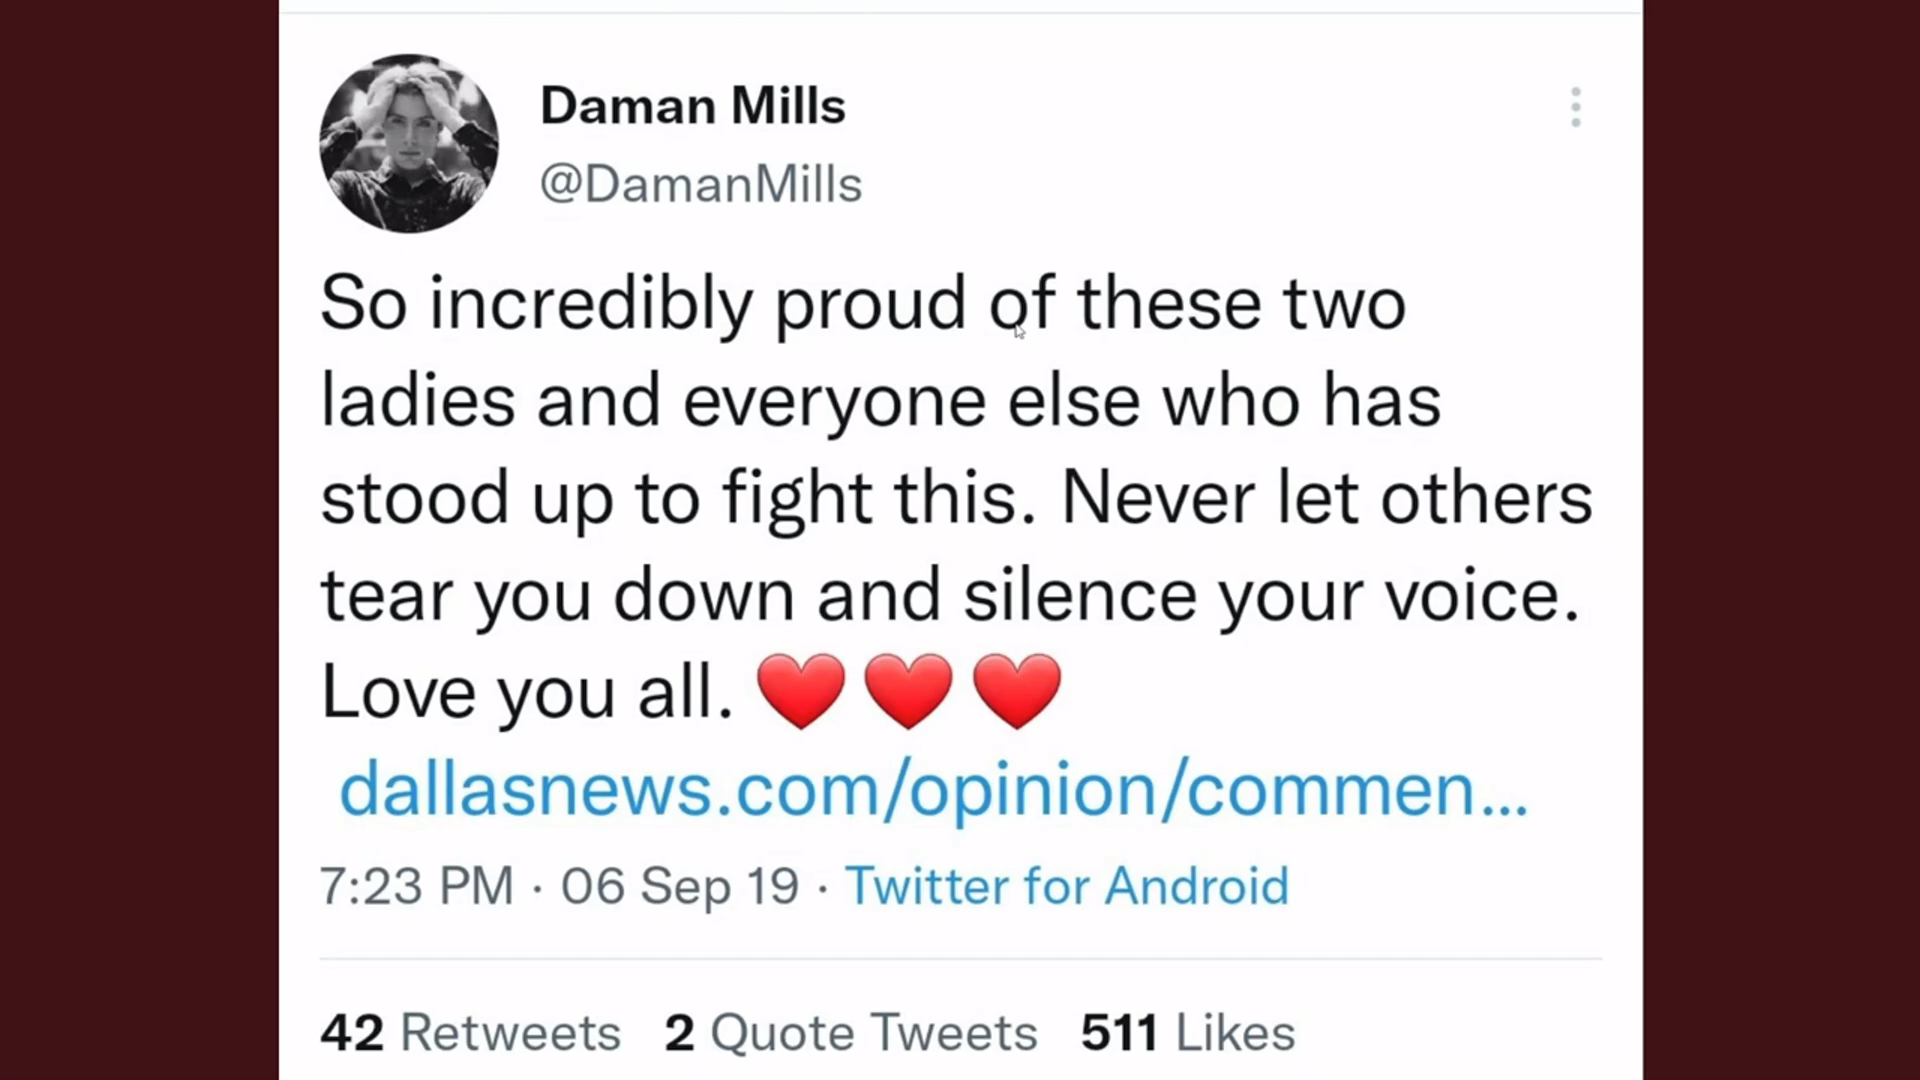 Daman Mills
@DamanMills
So incredibly proud of these two
ladies and everyone else who has
stood up to fight this. Never let others
tear you down and silence your voice.
Love you all. ❤️❤️❤️
dallasnews.com/opinion/commen...
7:23 PM · 06 Sep 19 · Twitter for Android
42 Retweets 2 Quote Tweets 511 Likes